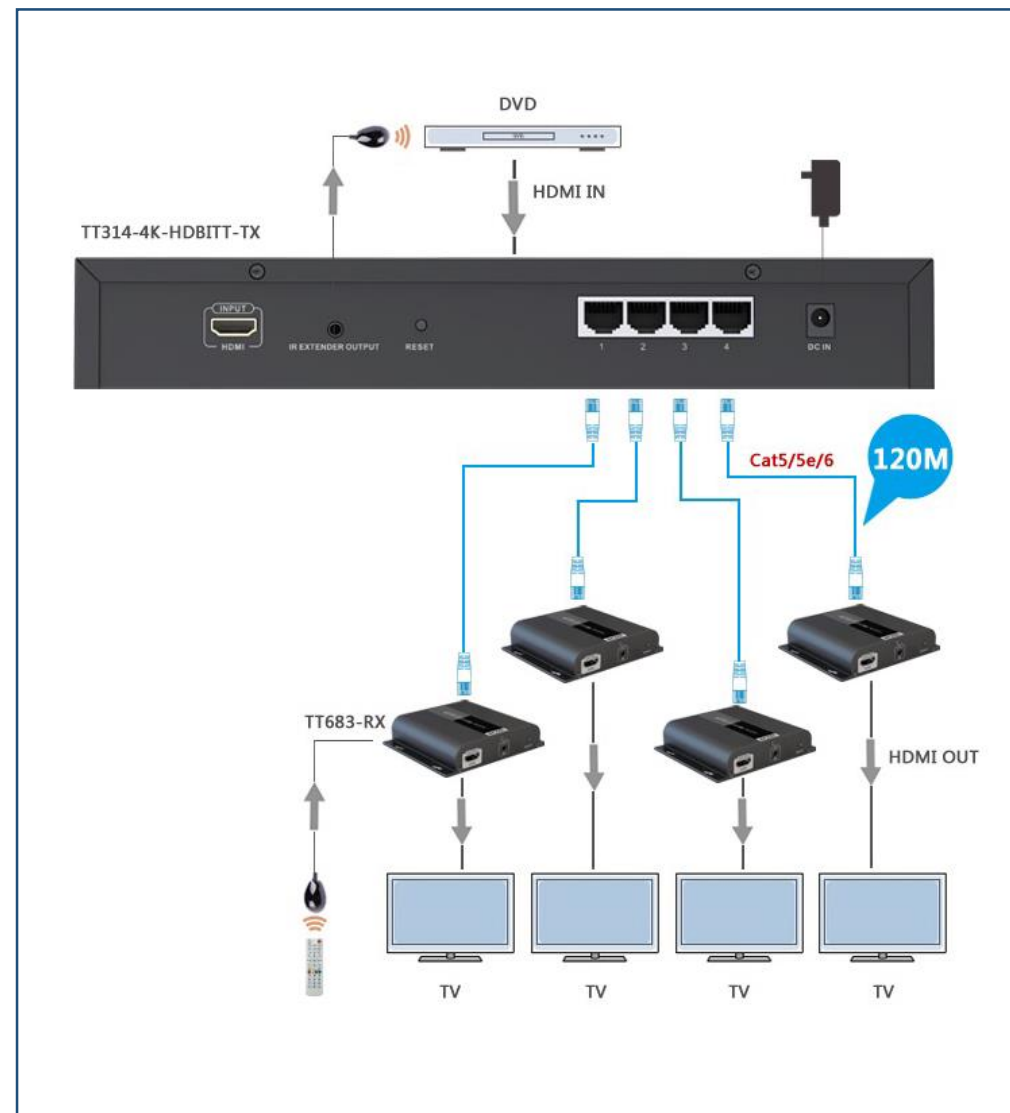 DVD
HDMI IN
TT314-4K-HDBITT-TX
INPUT
HDMI
IR EXTENDER OUTPUT
RESET
1 2 3 4
DC IN
Cat5/5e/6
120M
TT683-RX
HDMI OUT
TV TV TV TV